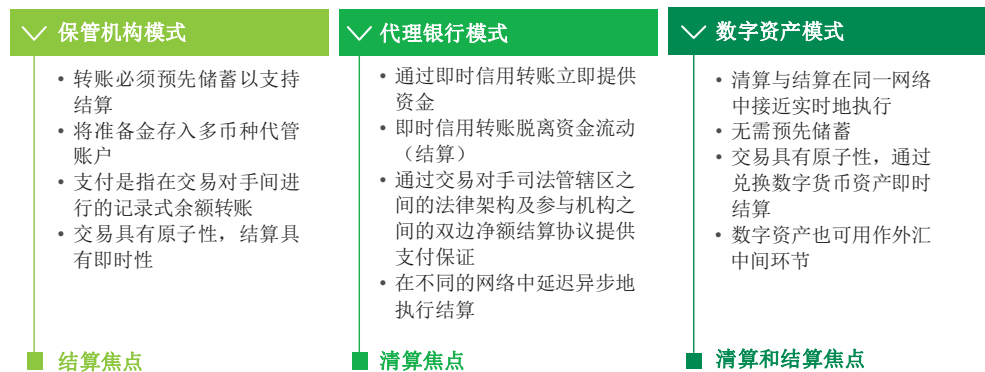 保管机构模式
• 转账必须预先储蓄以支持
结算
• 将准备金存入多币种代管
账户
• 支付是指在交易对手间进
行的记录式余额转账
• 交易具有原子性，结算具
有即时性
结算焦点
代理银行模式
• 通过即时信用转账立即提供
资金
• 即时信用转账脱离资金流动
（结算）
• 通过交易对手司法管辖区之
间的法律架构及参与机构之
间的双边净额结算协议提供
支付保证
• 在不同的网络中延迟异步地
执行结算
清算焦点
数字资产模式
• 清算与结算在同一网络
中接近实时地执行
• 无需预先储蓄
• 交易具有原子性，通过
兑换数字货币资产即时
结算
• 数字资产也可用作外汇
中间环节
清算和结算焦点